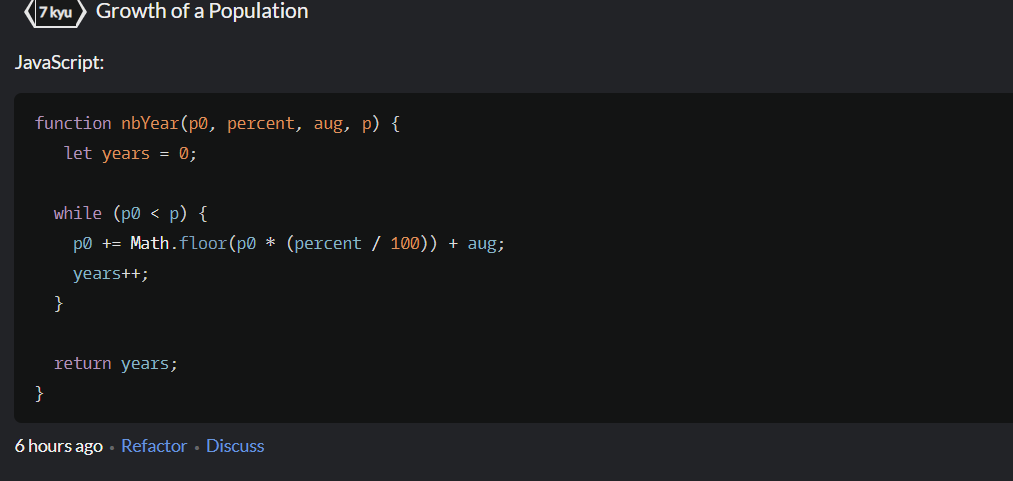 7 kyu Growth of a Population
JavaScript:
function nbYear(p0, percent, aug, p) {
   let years = 0;

  while (p0 < p) {
    p0 += Math.floor(p0 * (percent / 100)) + aug;
    years++;
  }

  return years;
}
6 hours ago • Refactor • Discuss